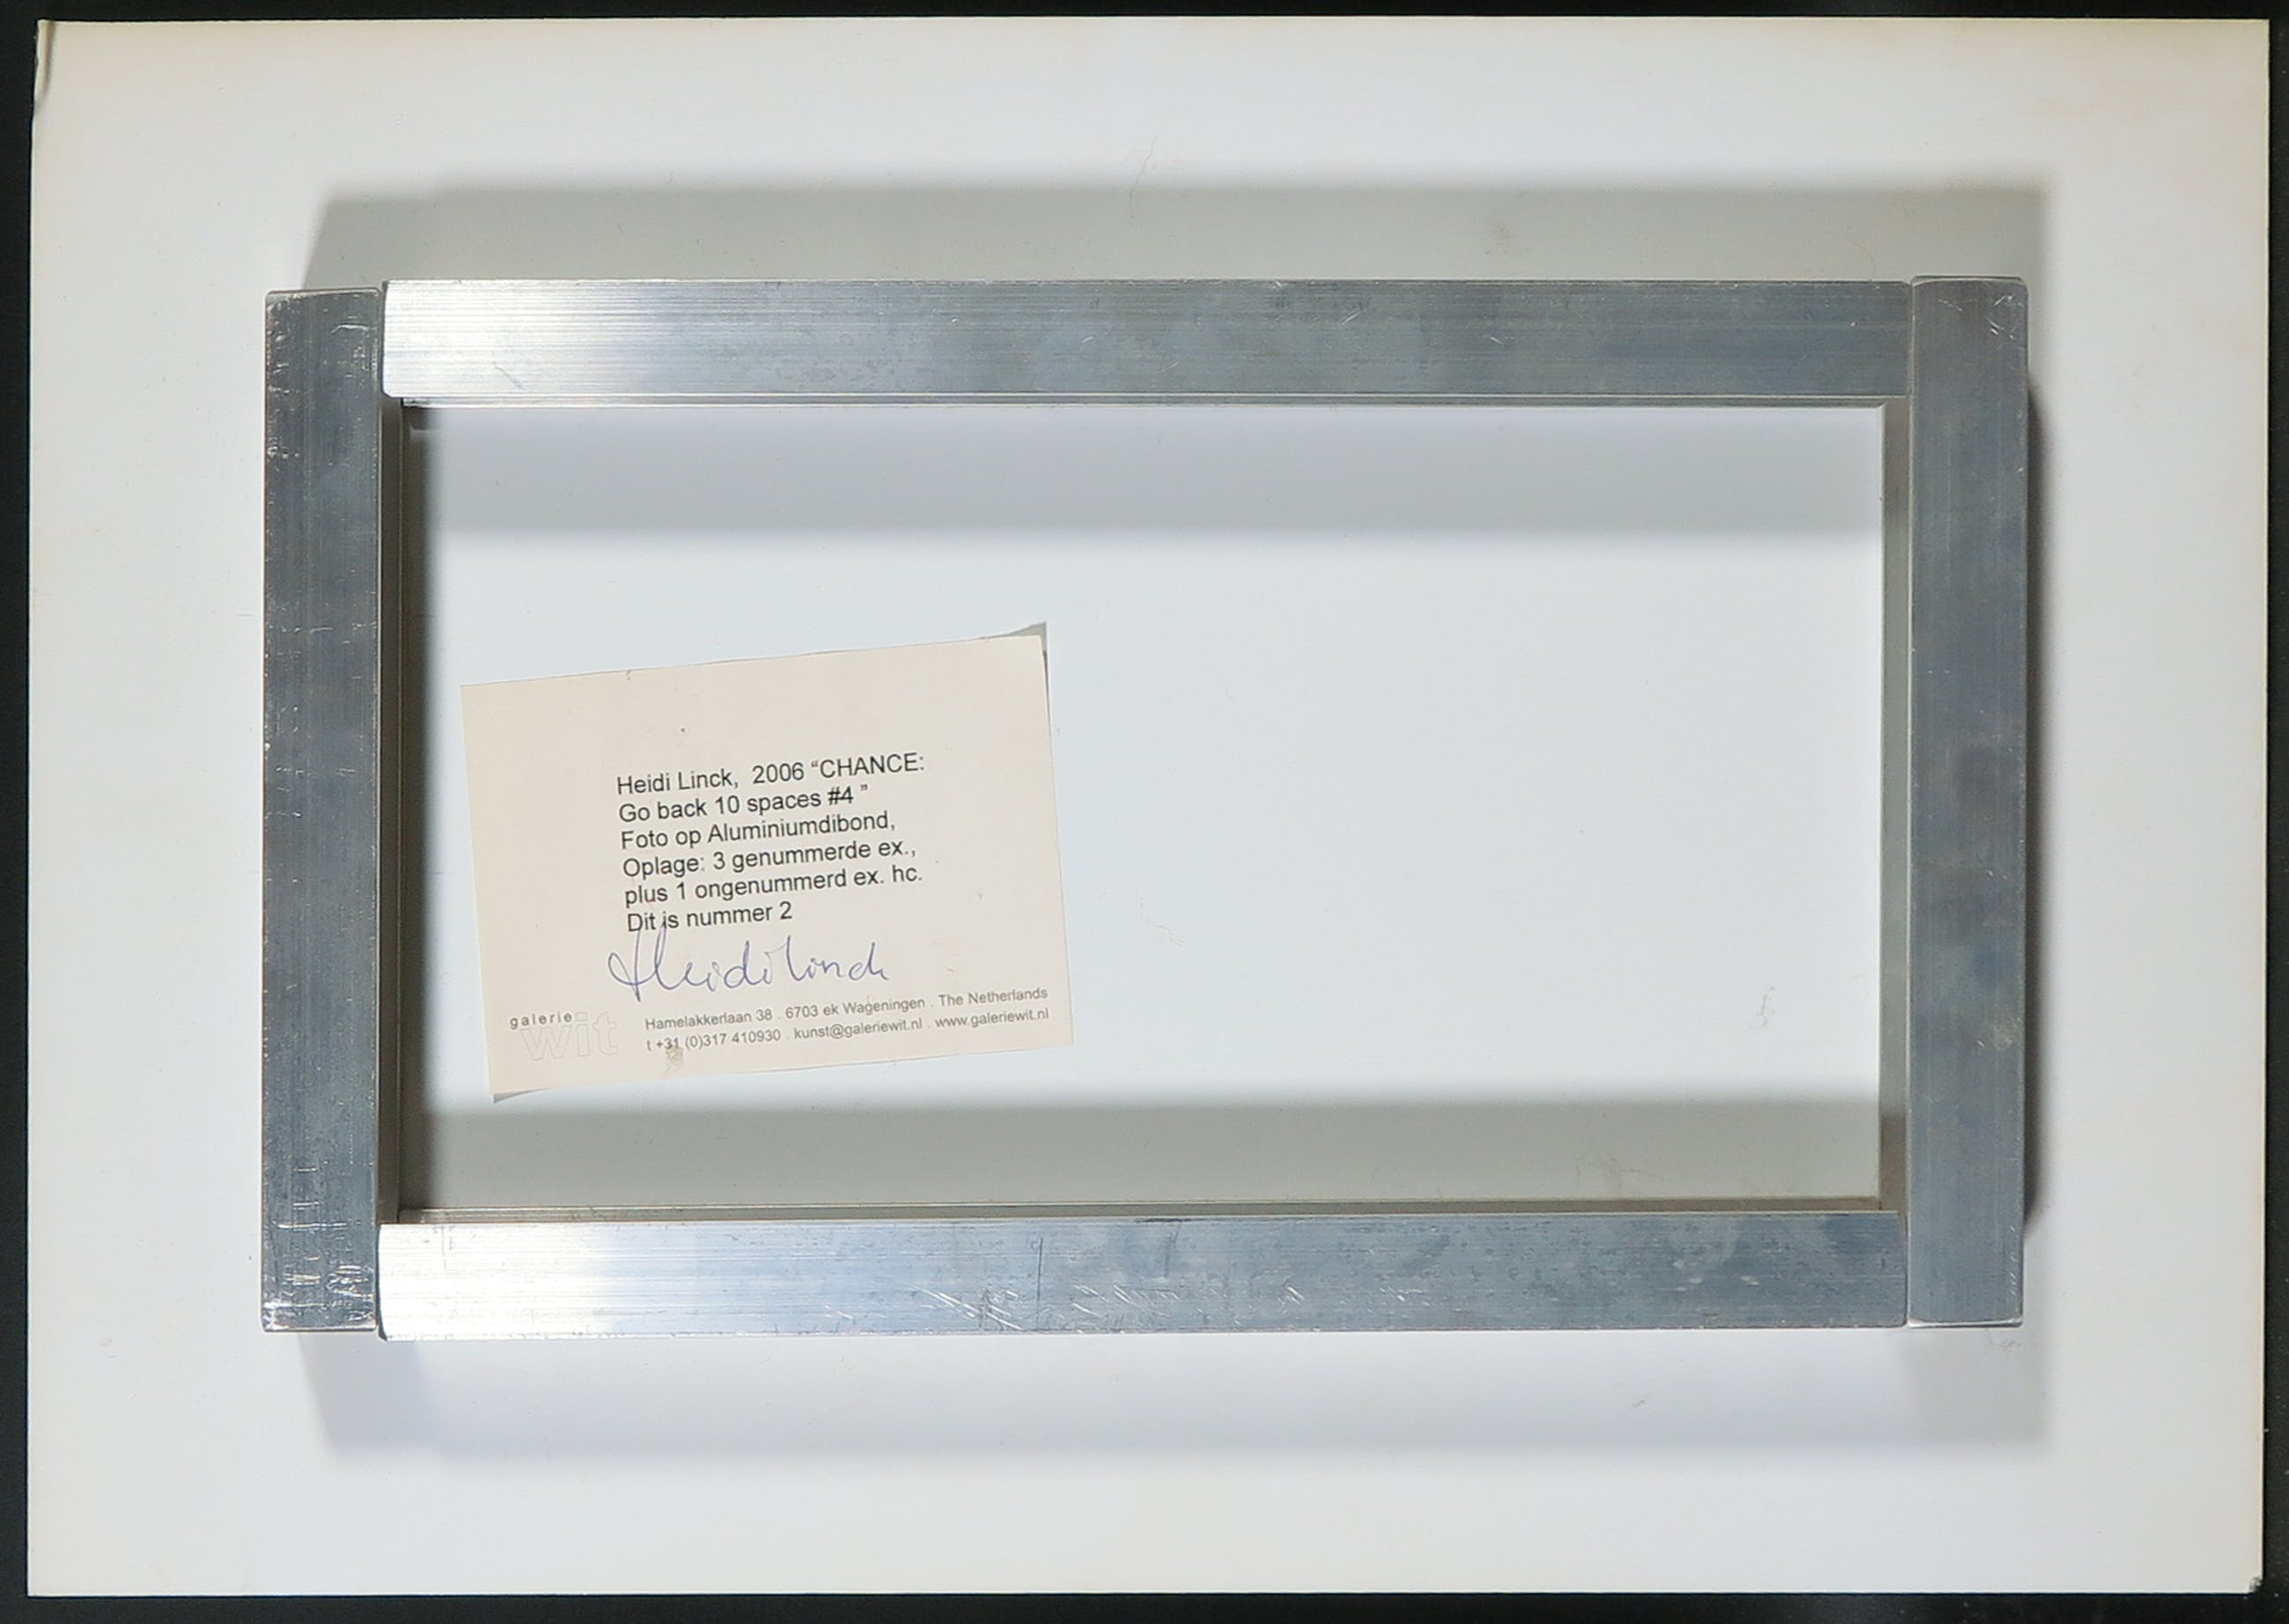 Heidi Linck, 2006 “CHANCE:
Go back 10 spaces #4 ”
Foto op Aluminiumdibond,
Oplage: 3 genummerde ex.,
plus 1 ongenummerd ex. hc.
Dit is nummer 2
Heidi Linck
galerie
wit
Hamelakkerlaan 38 . 6703 ek Wageningen . The Netherlands
t +31 (0)317 410930 . kunst@galeriewit.nl . www.galeriewit.nl